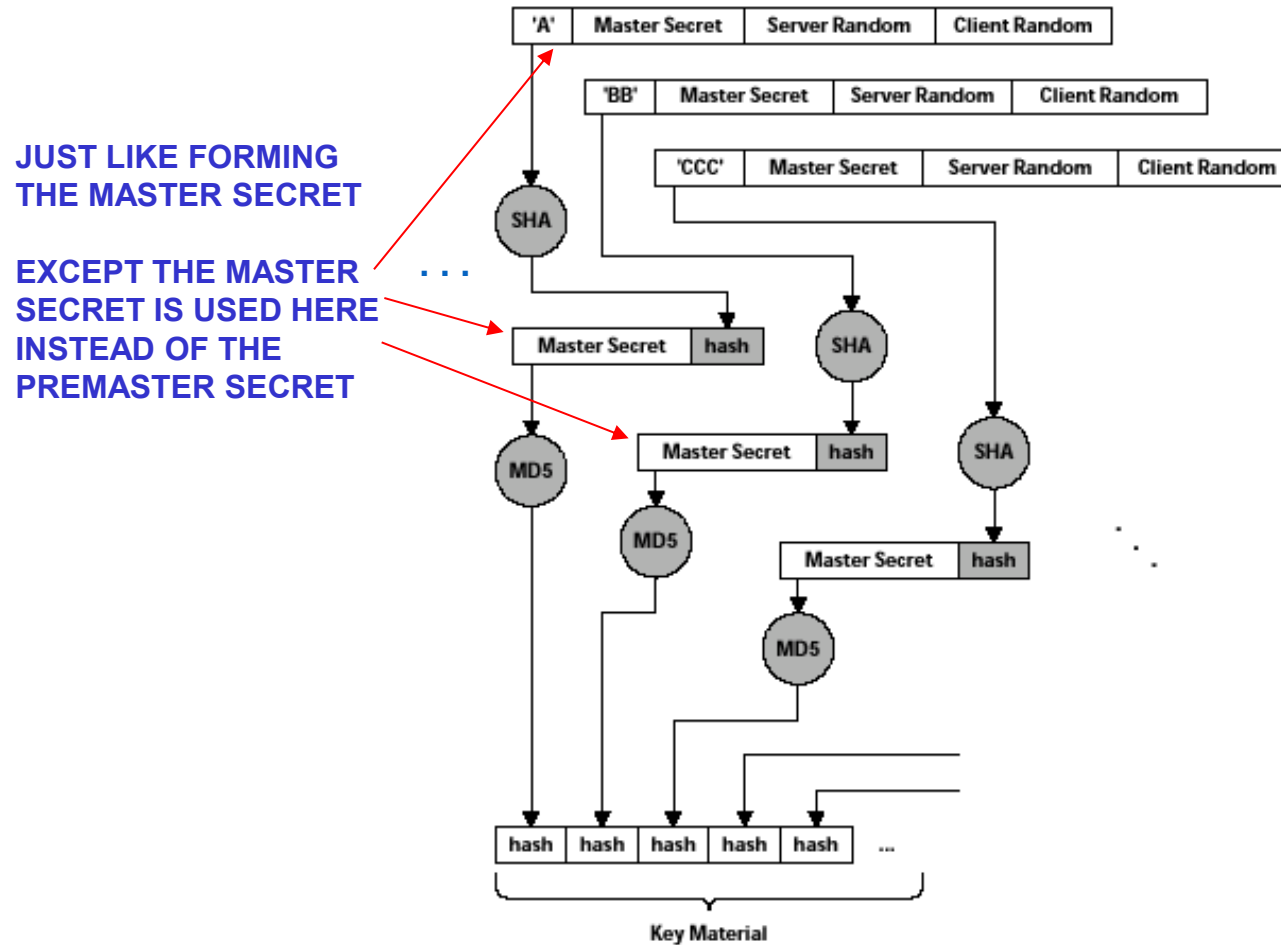 'A' Master Secret Server Random Client Random
'BB' Master Secret Server Random Client Random
'CCC' Master Secret Server Random Client Random
JUST LIKE FORMING
THE MASTER SECRET
EXCEPT THE MASTER
SECRET IS USED HERE
INSTEAD OF THE
PREMASTER SECRET
. . .
SHA
Master Secret hash
SHA
MD5
Master Secret hash
SHA
MD5
Master Secret hash
MD5
hash hash hash hash hash ...
Key Material